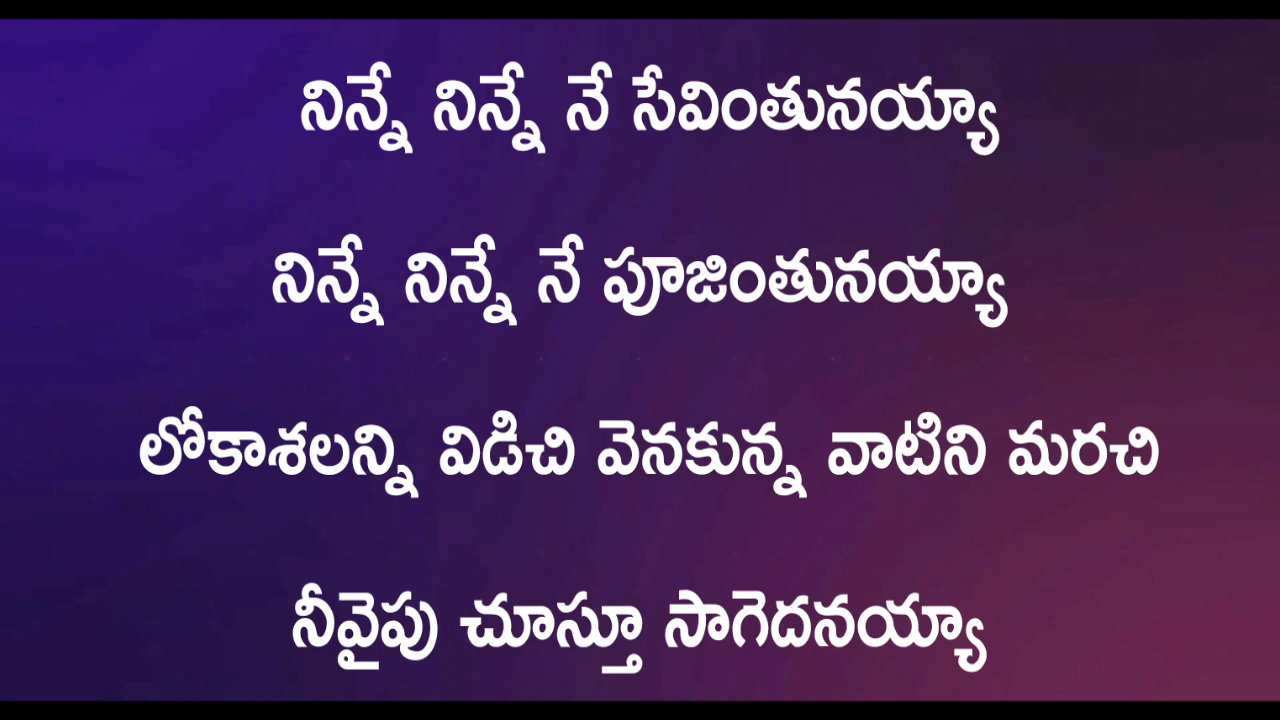 నిన్నే నిన్నే నే సేవింతునయ్యా
నిన్నే నిన్నే నే పూజింతునయ్యా
లోకాశలన్ని విడిచి వెనకున్న వాటిని మరచి
నీవైపు చూస్తూ సాగెదనయ్యా